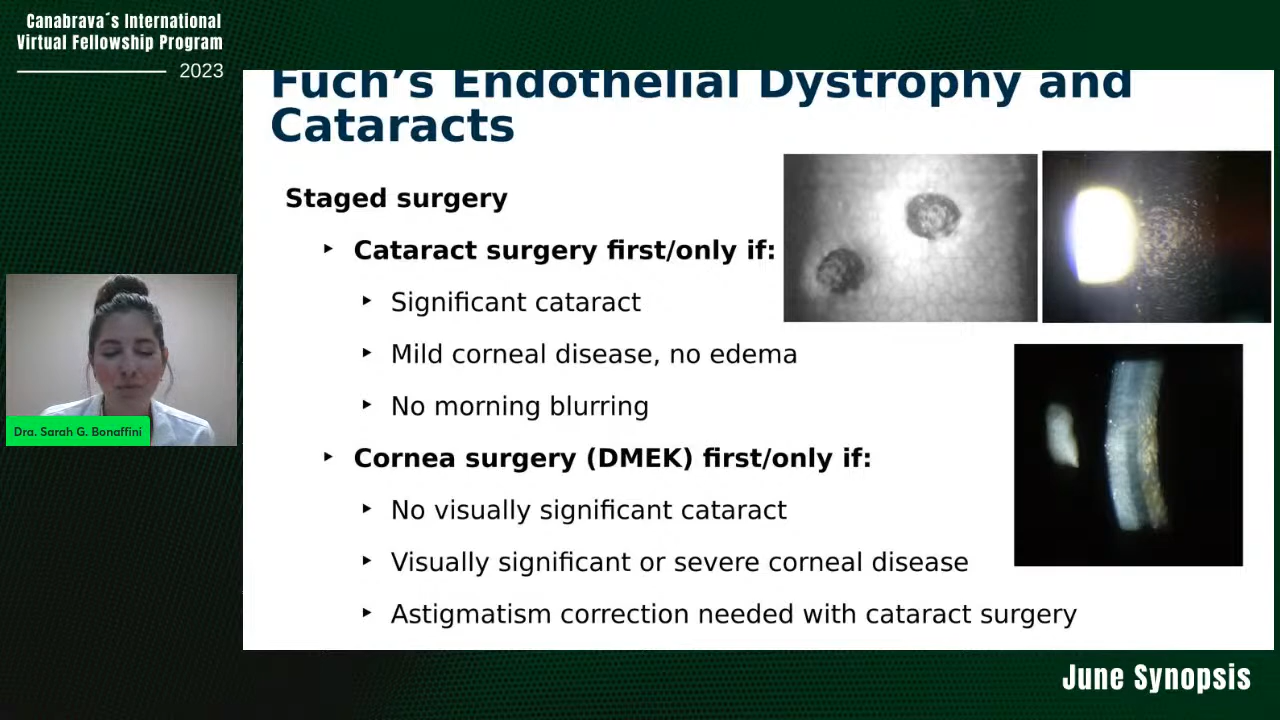 Canabrava´s International
Virtual Fellowship Program
2023
Fuch’s Endothelial Dystrophy and
Cataracts
Staged surgery
‣ Cataract surgery first/only if:
‣ Significant cataract
‣ Mild corneal disease, no edema
‣ No morning blurring
‣ Cornea surgery (DMEK) first/only if:
‣ No visually significant cataract
‣ Visually significant or severe corneal disease
‣ Astigmatism correction needed with cataract surgery
Dra. Sarah G. Bonaffini
June Synopsis